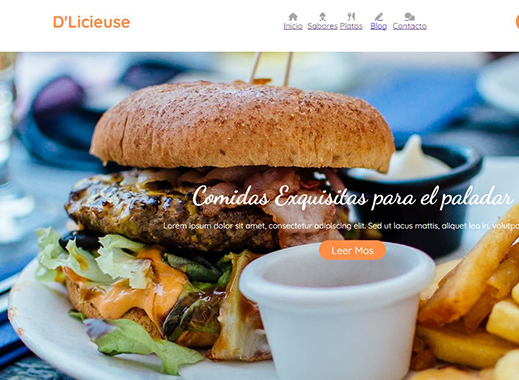 D'Licieuse
Inicio Sabores Platos Blog Contacto
Comidas Exquisitas para el paladar
Lorem ipsum dolor sit amet, consectetur adipiscing elit. Sed ut lacus mattis, aliquet leo in,
Leer Mas